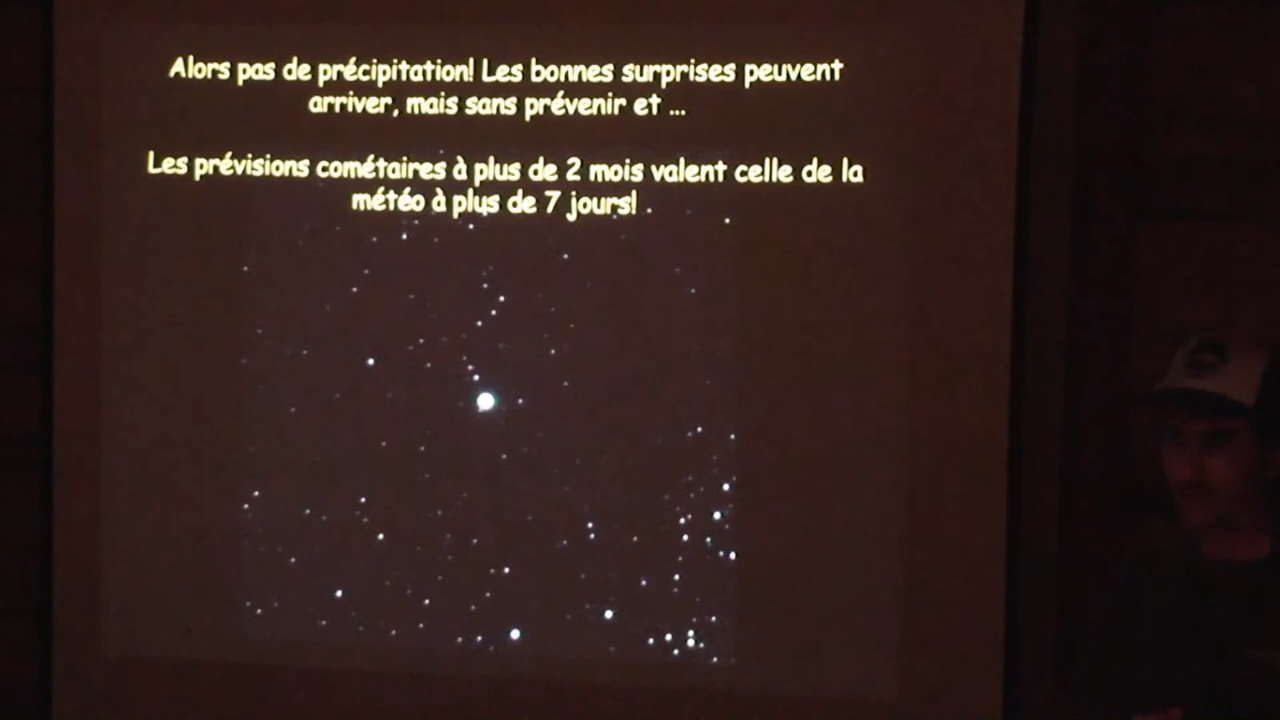 Alors pas de précipitation! Les bonnes surprises peuvent
arriver, mais sans prévenir et ...
Les prévisions cométaires à plus de 2 mois valent celle de la
météo à plus de 7 jours!